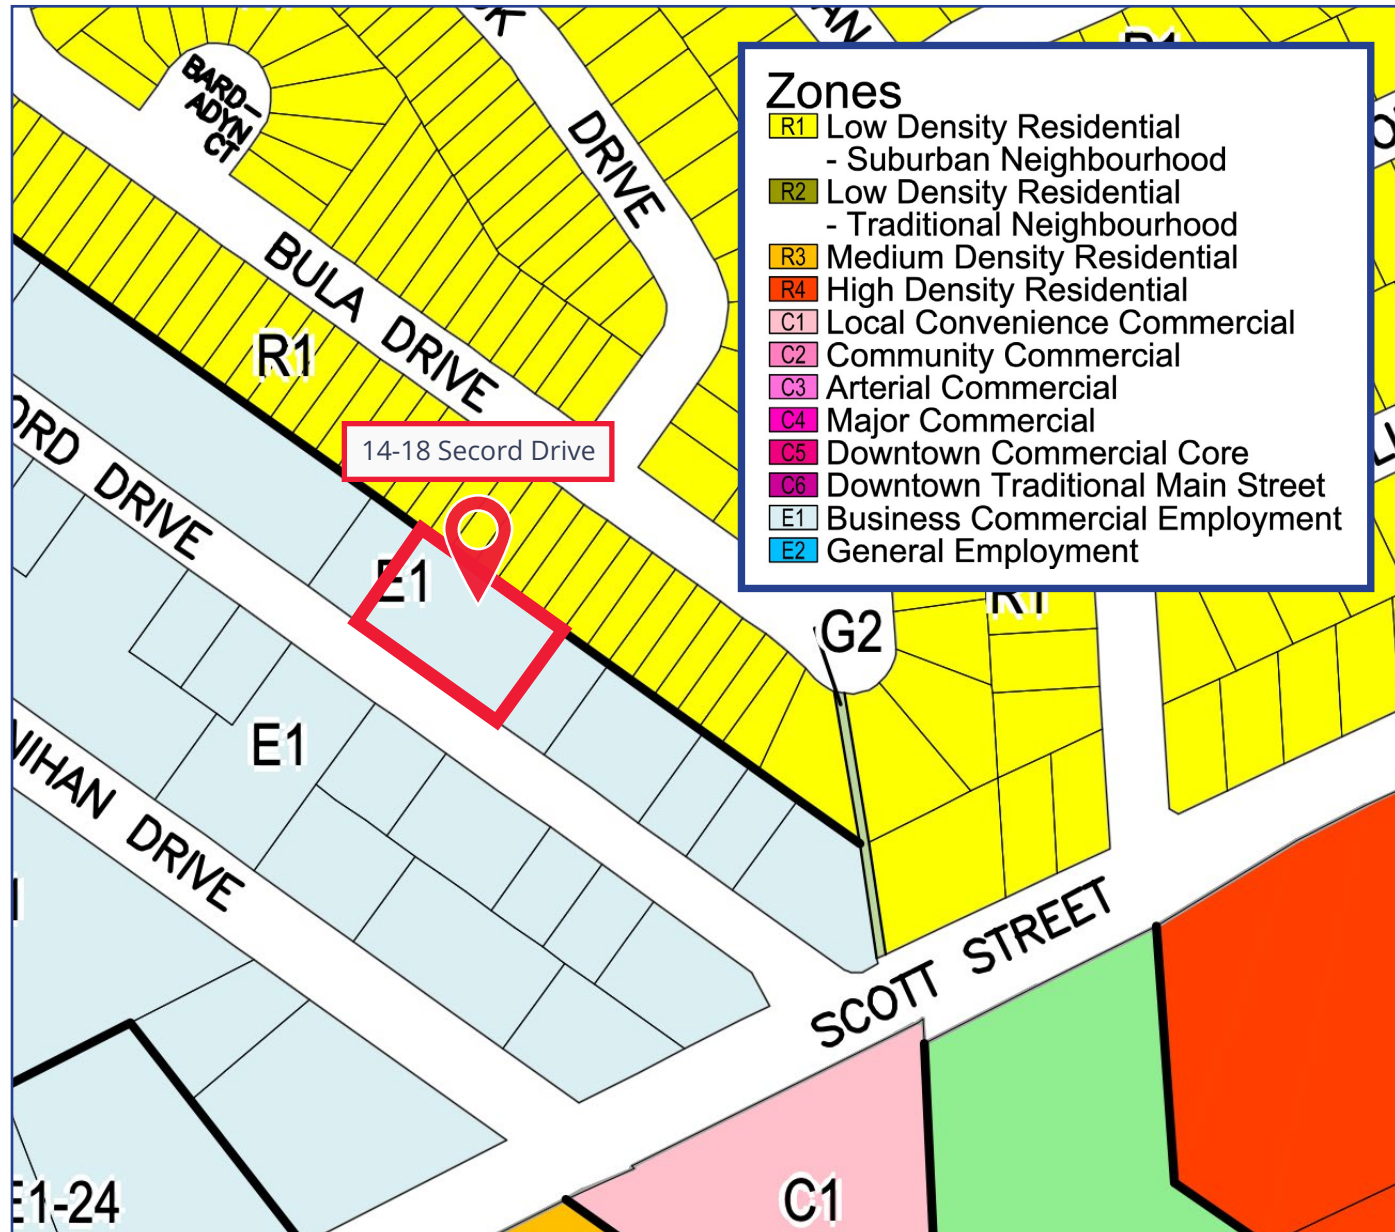 BARD-
ADYN
CT
DRIVE
BULA DRIVE
R1
14-18 Secord Drive
DRIVE
E1
E1
DRIVE
E1-24
G2
R1
SCOTT STREET
C1
Zones
R1 Low Density Residential
- Suburban Neighbourhood
R2 Low Density Residential
- Traditional Neighbourhood
R3 Medium Density Residential
R4 High Density Residential
C1 Local Convenience Commercial
C2 Community Commercial
C3 Arterial Commercial
C4 Major Commercial
C5 Downtown Commercial Core
C6 Downtown Traditional Main Street
E1 Business Commercial Employment
E2 General Employment